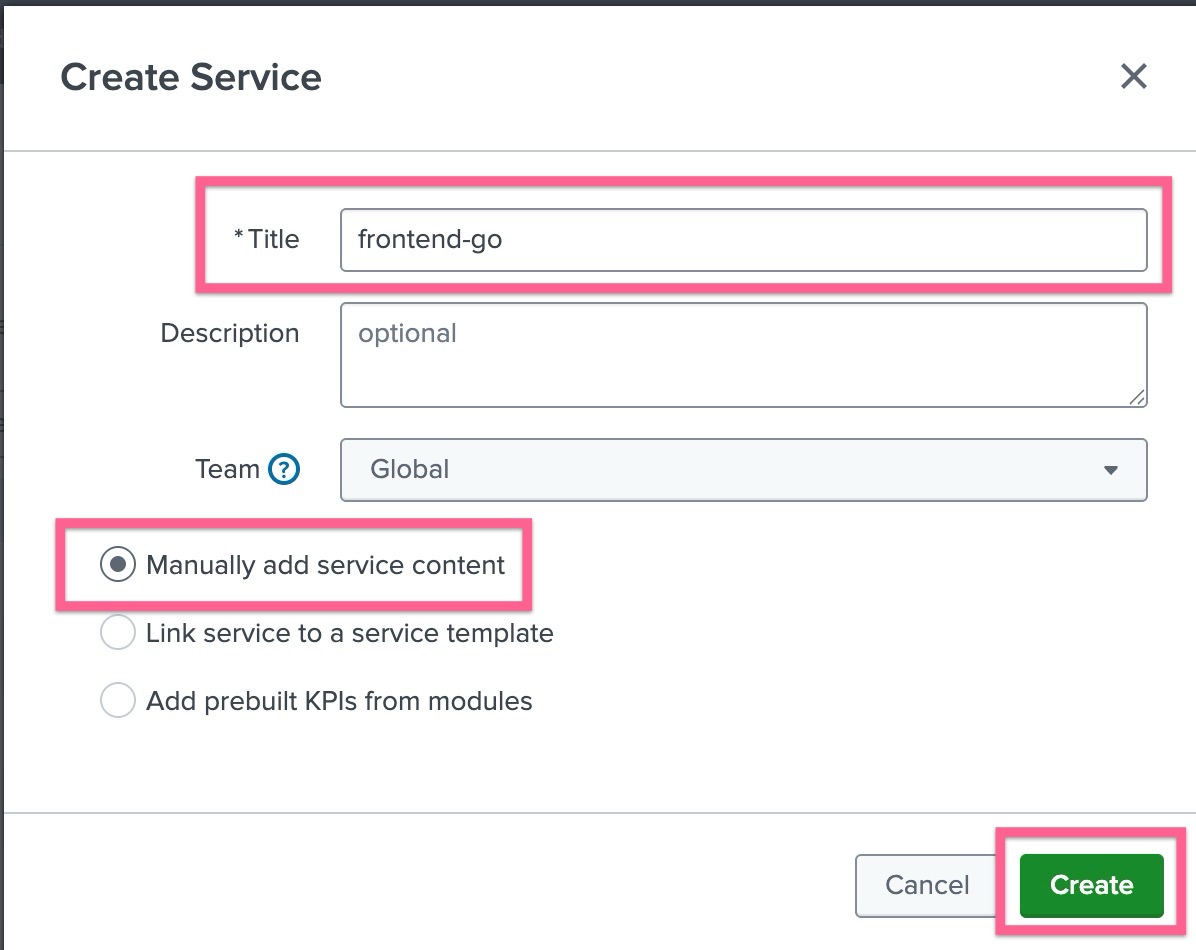 Create Service
* Title frontend-go
Description optional
Team ? Global
Manually add service content
Link service to a service template
Add prebuilt KPIs from modules
Cancel Create